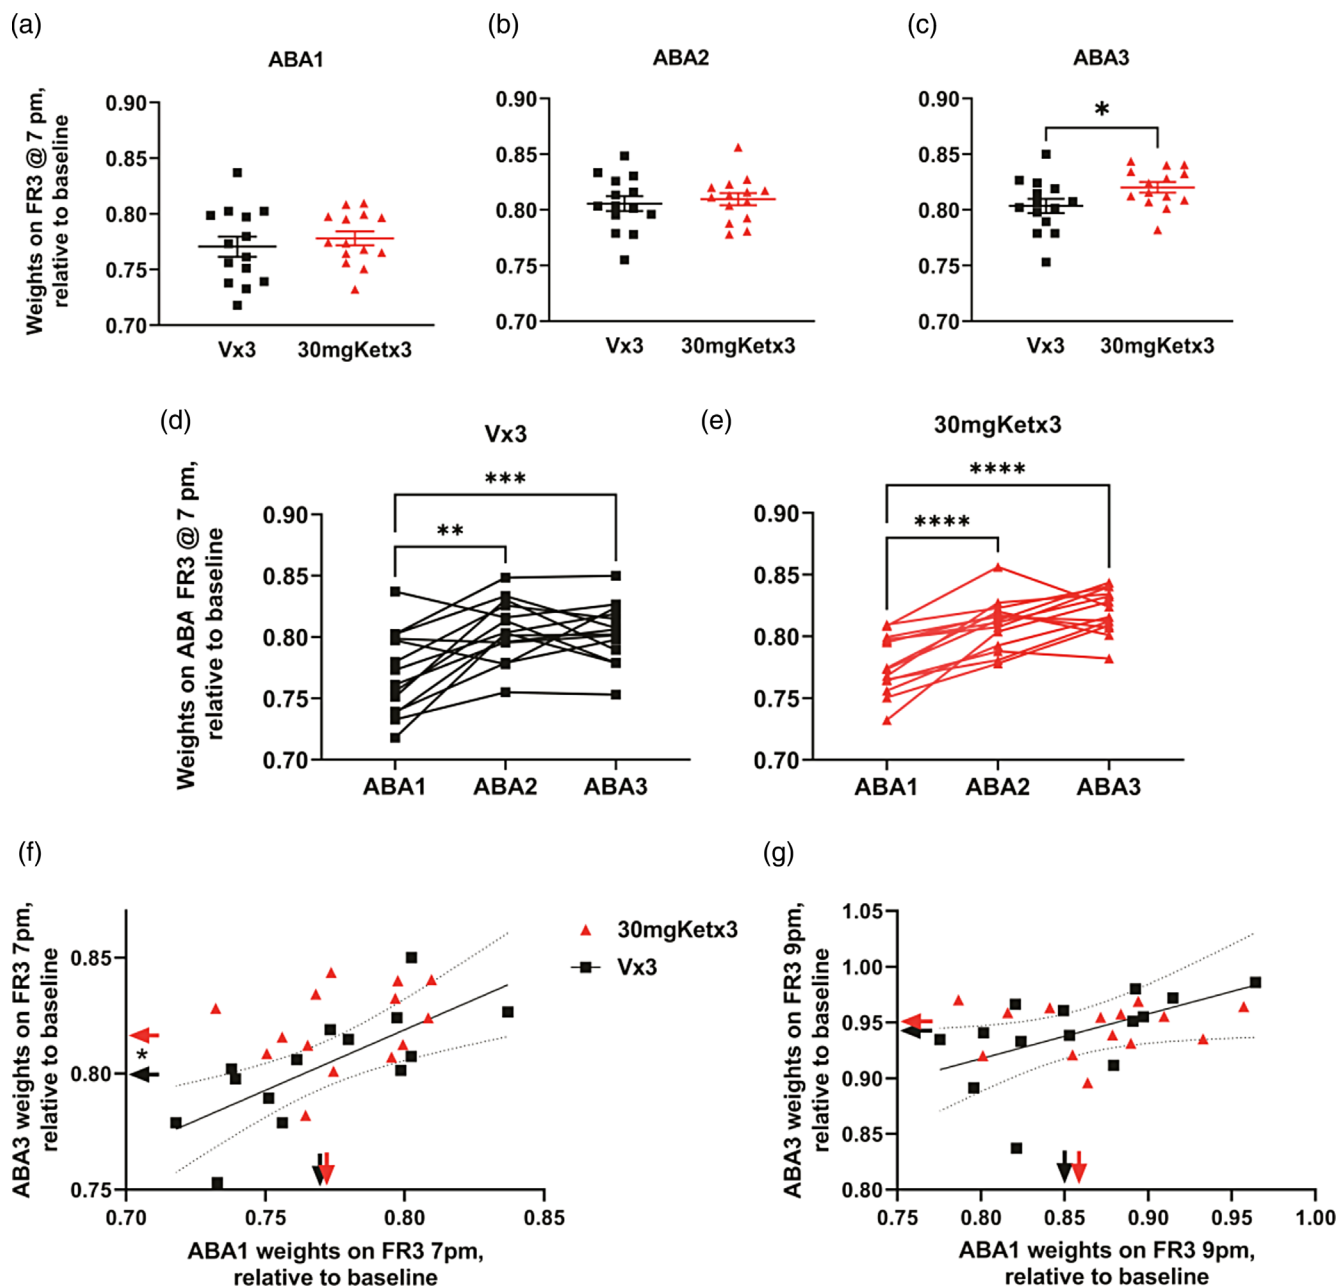 (a)
ABA1
Weights on FR3 @ 7 pm,
relative to baseline
0.90
0.85
0.80
0.75
0.70
Vx3
30mgKetx3
(b)
ABA2
0.90
0.85
0.80
0.75
0.70
Vx3
30mgKetx3
(c)
ABA3
*
0.90
0.85
0.80
0.75
0.70
Vx3
30mgKetx3
(d)
Vx3
***
**
Weights on ABA FR3 @ 7 pm,
relative to baseline
0.90
0.85
0.80
0.75
0.70
ABA1
ABA2
ABA3
(e)
30mgKetx3
****
****
0.90
0.85
0.80
0.75
0.70
ABA1
ABA2
ABA3
(f)
ABA3 weights on FR3 7pm,
relative to baseline
0.85
0.80
0.75
*
0.70
0.75
0.80
0.85
ABA1 weights on FR3 7pm,
relative to baseline
30mgKetx3
Vx3
(g)
ABA3 weights on FR3 9pm,
relative to baseline
1.05
1.00
0.95
0.90
0.85
0.80
0.75
0.80
0.85
0.90
0.95
1.00
ABA1 weights on FR3 9pm,
relative to baseline